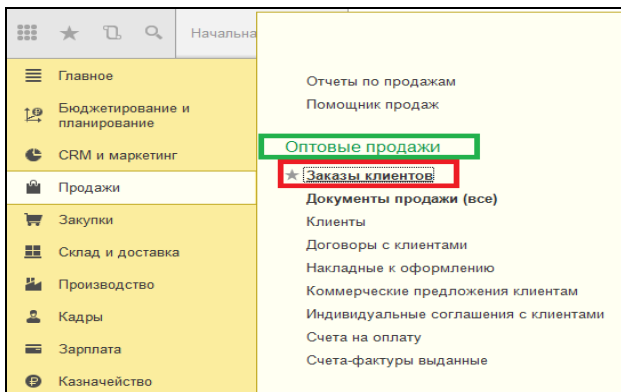 Начальна
Главное
Бюджетирование и
планирование
CRM и маркетинг
Продажи
Закупки
Склад и доставка
Производство
Кадры
Зарплата
Казначейство
Отчеты по продажам
Помощник продаж
Оптовые продажи
Заказы клиентов
Документы продажи (все)
Клиенты
Договоры с клиентами
Накладные к оформлению
Коммерческие предложения клиентам
Индивидуальные соглашения с клиентами
Счета на оплату
Счета-фактуры выданные